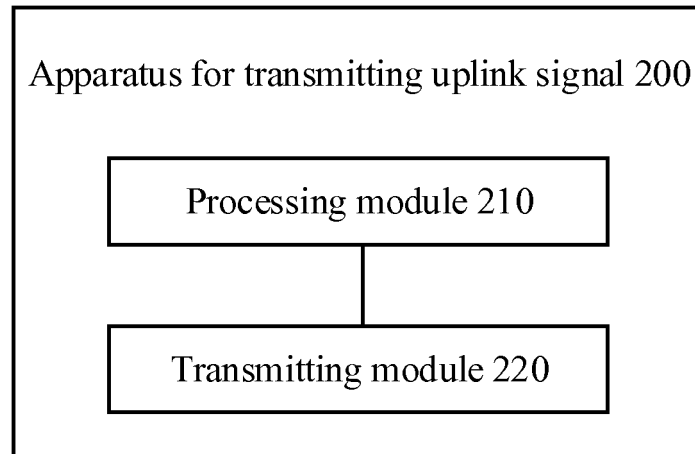 Apparatus for transmitting uplink signal 200
Processing module 210
Transmitting module 220